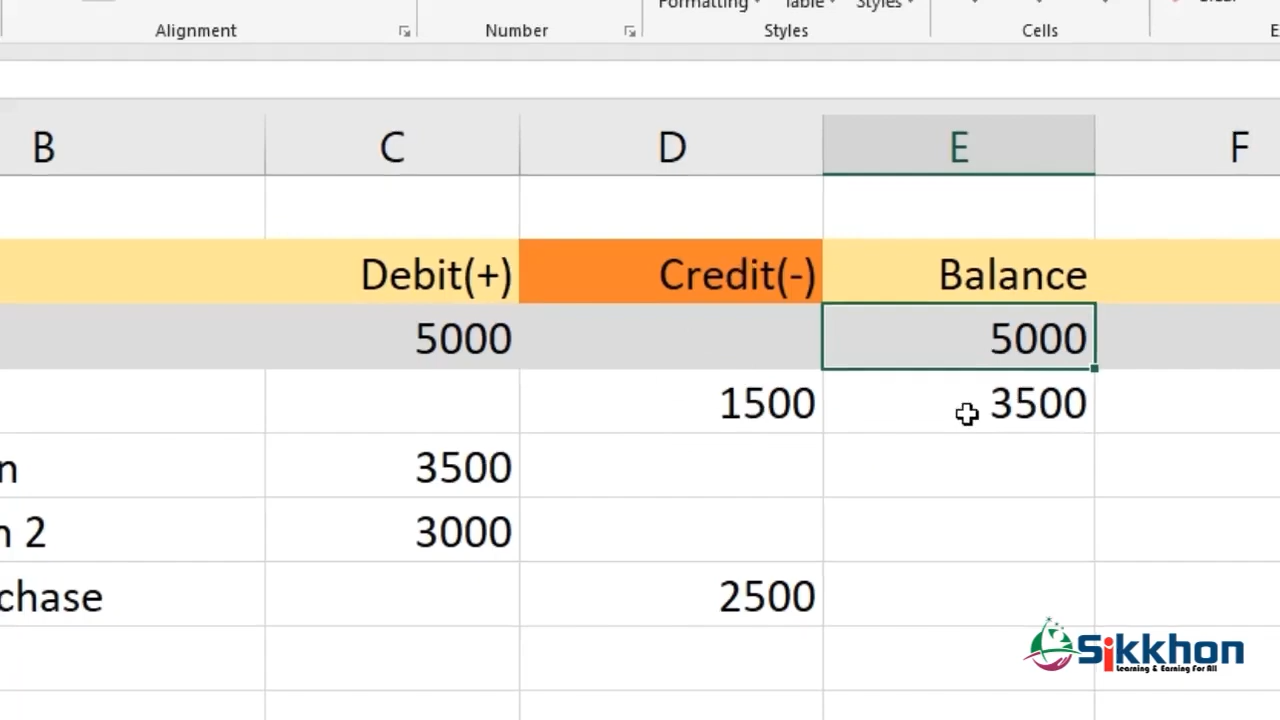 Formatting Table Styles
Alignment Number Styles Cells
B C D E F
Debit(+) Credit(-) Balance
5000 5000
1500 3500
n 3500
2 3000
chase 2500
Sikkhon
Learning & Earning For All